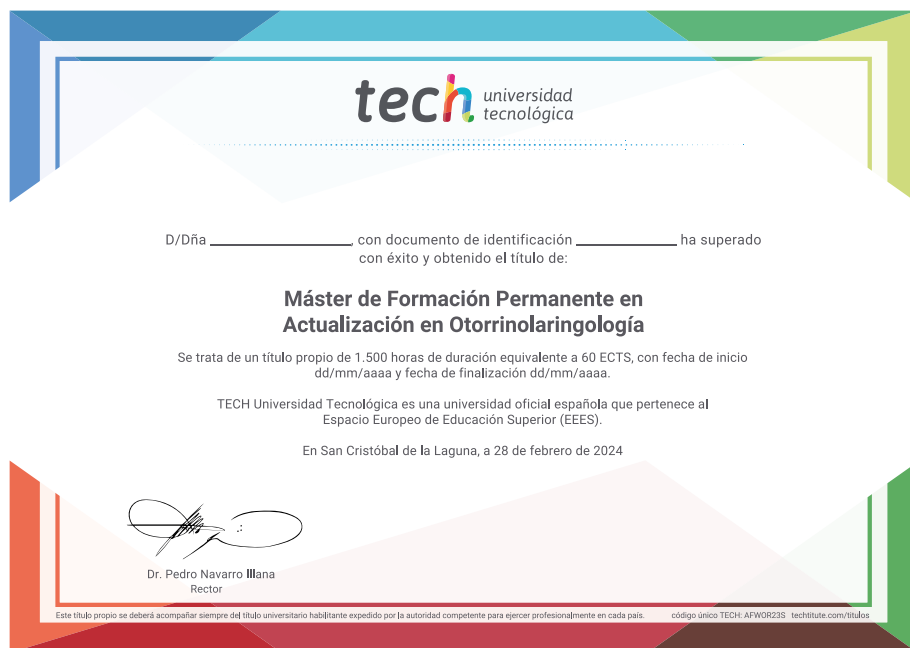 tech universidad
tecnológica
D/Dña ____________________, con documento de identificación ______________ ha superado
con éxito y obtenido el título de:
Máster de Formación Permanente en
Actualización en Otorrinolaringología
Se trata de un título propio de 1.500 horas de duración equivalente a 60 ECTS, con fecha de inicio
dd/mm/aaaa y fecha de finalización dd/mm/aaaa.
TECH Universidad Tecnológica es una universidad oficial española que pertenece al
Espacio Europeo de Educación Superior (EEES).
En San Cristóbal de la Laguna, a 28 de febrero de 2024
Dr. Pedro Navarro Illana
Rector
Este título propio se deberá acompañar siempre del título universitario habilitante expedido por la autoridad competente para ejercer profesionalmente en cada país. código único TECH: AFWOR23S techtitute.com/titulos